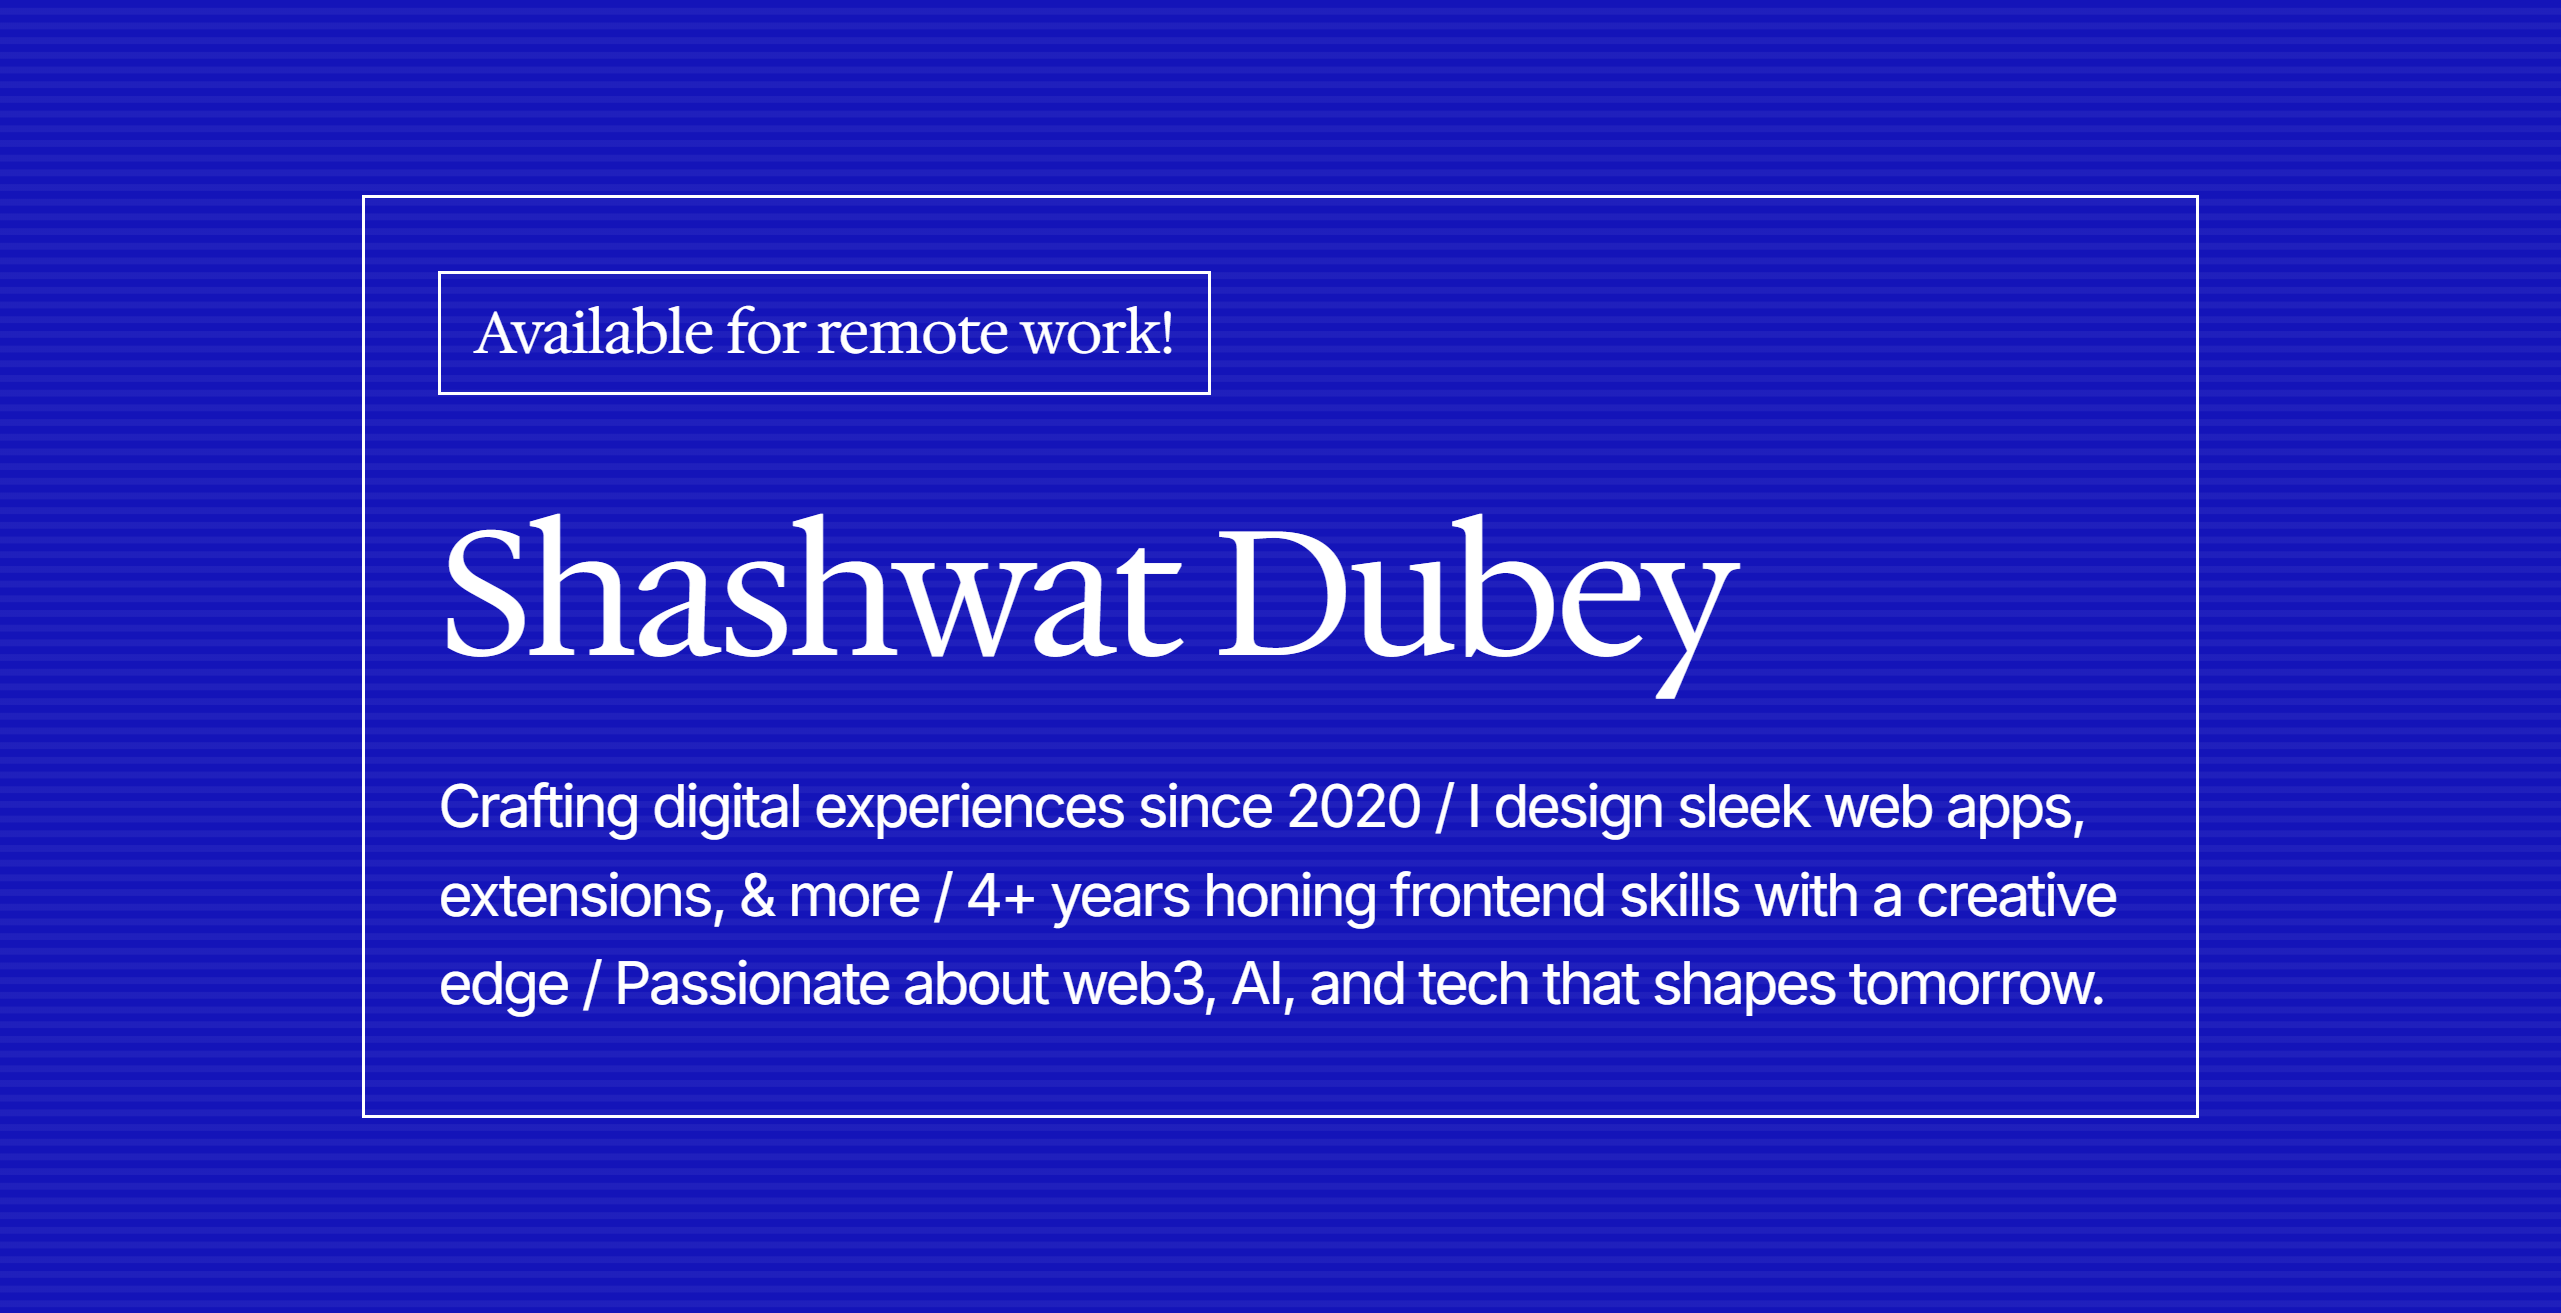 Available for remote work!
Shashwat Dubey
Crafting digital experiences since 2020 / I design sleek web apps,
extensions, & more / 4+ years honing frontend skills with a creative
edge / Passionate about web3, AI, and tech that shapes tomorrow.